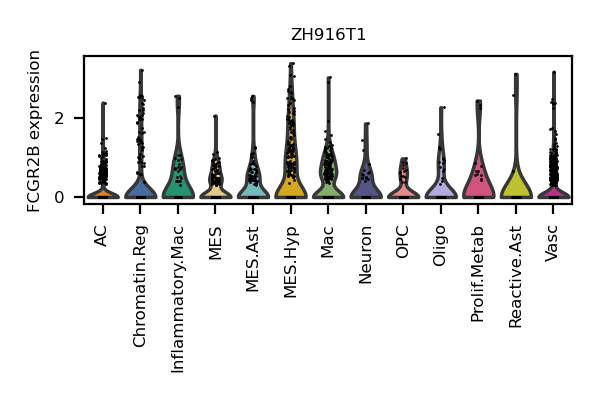 ZH916T1
FCGR2B expression
2
0
AC
Chromatin.Reg
Inflammatory.Mac
MES
MES.Ast
MES.Hyp
Mac
Neuron
OPC
Oligo
Prolif.Metab
Reactive.Ast
Vasc